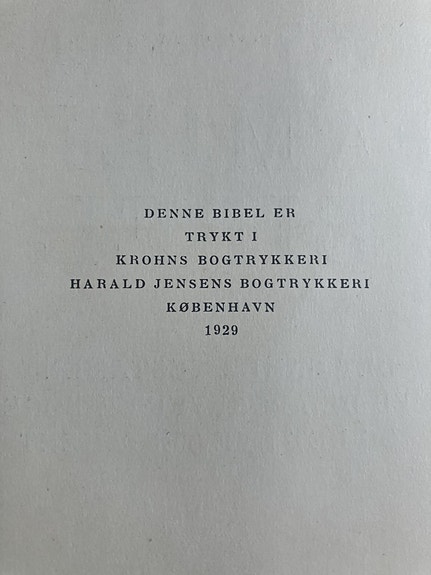 DENNE BIBEL ER
TRYKT I
KROHNS BOGTRYKKERI
HARALD JENSENS BOGTRYKKERI
KØBENHAVN
1929